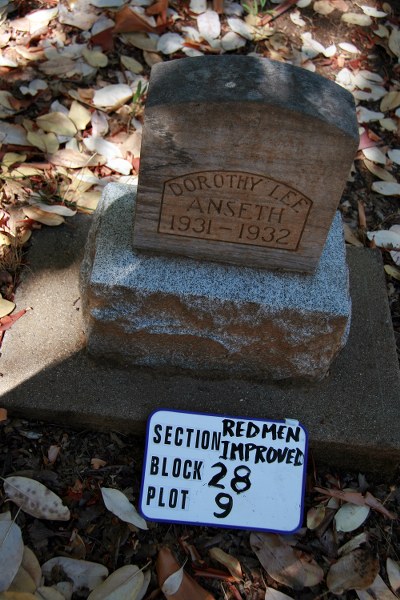 DOROTHY LEE
ANSETH
1931-1932
SECTION REDMEN
IMPROVED
BLOCK 28
PLOT 9